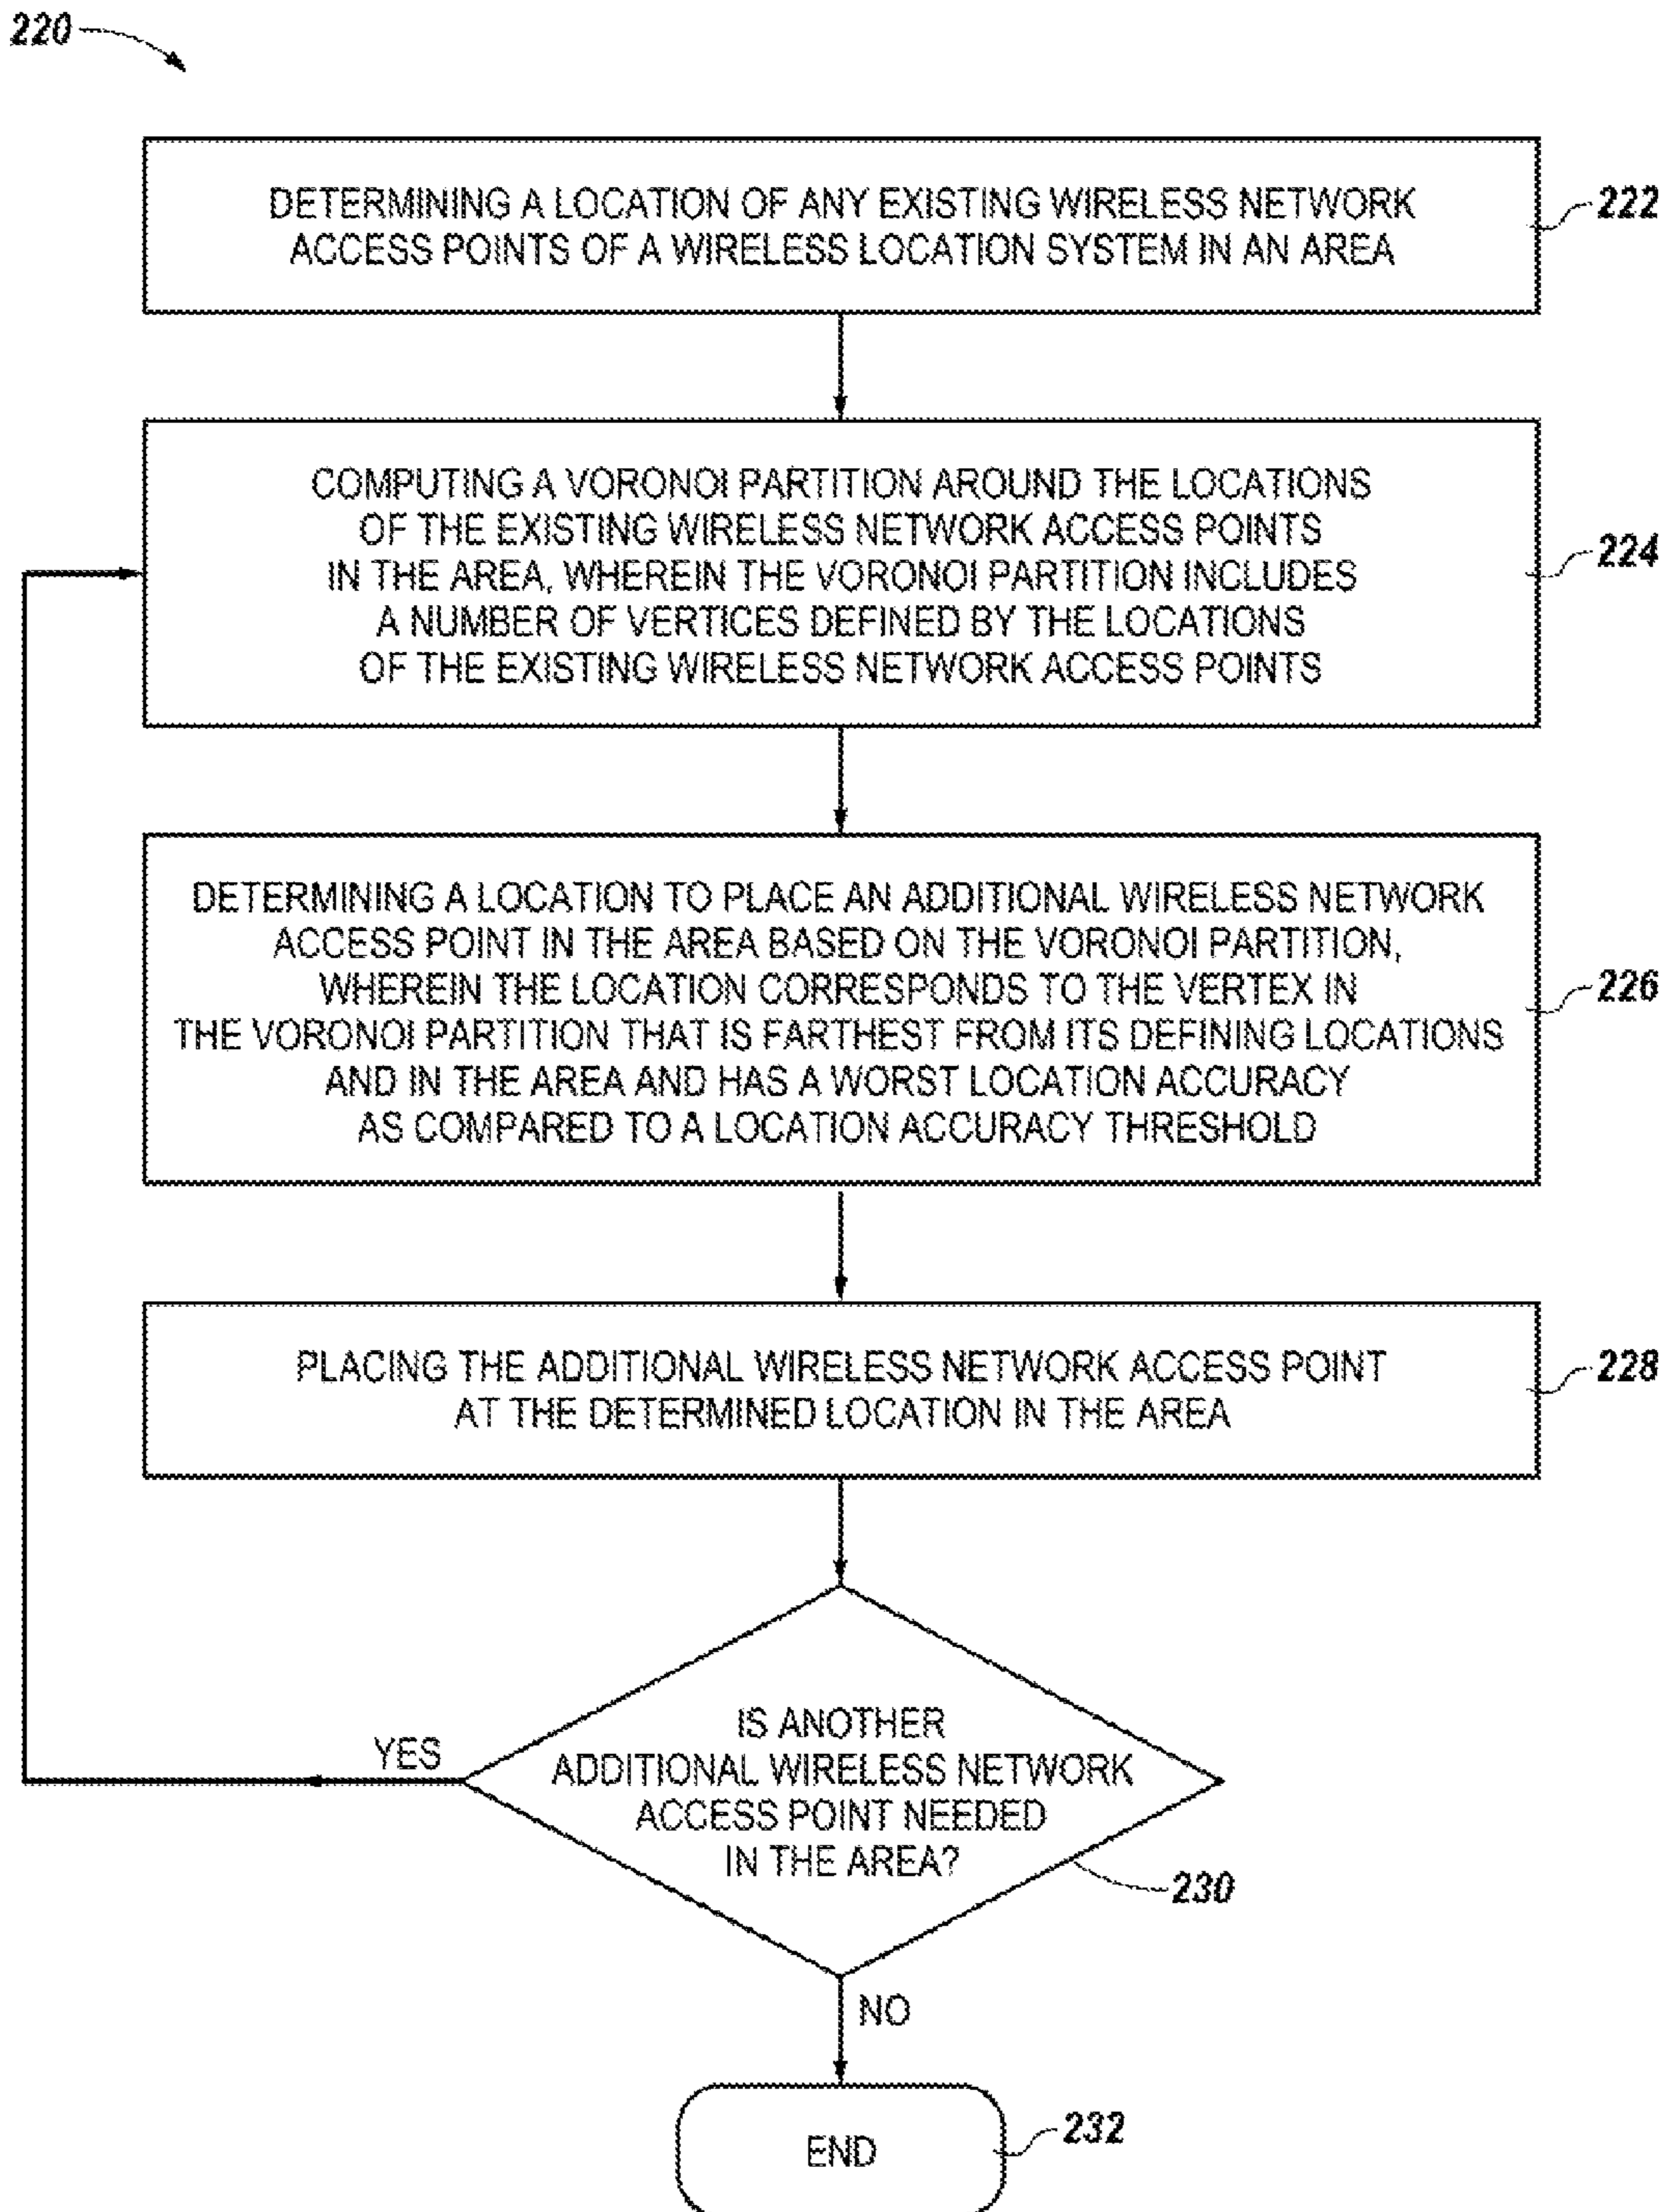 220
DETERMINING A LOCATION OF ANY EXISTING WIRELESS NETWORK
ACCESS POINTS OF A WIRELESS LOCATION SYSTEM IN AN AREA
222
COMPUTING A VORONOI PARTITION AROUND THE LOCATIONS
OF THE EXISTING WIRELESS NETWORK ACCESS POINTS
IN THE AREA, WHEREIN THE VORONOI PARTITION INCLUDES
A NUMBER OF VERTICES DEFINED BY THE LOCATIONS
OF THE EXISTING WIRELESS NETWORK ACCESS POINTS
224
DETERMINING A LOCATION TO PLACE AN ADDITIONAL WIRELESS NETWORK
ACCESS POINT IN THE AREA BASED ON THE VORONOI PARTITION,
WHEREIN THE LOCATION CORRESPONDS TO THE VERTEX IN
THE VORONOI PARTITION THAT IS FARTHEST FROM ITS DEFINING LOCATIONS
AND IN THE AREA AND HAS A WORST LOCATION ACCURACY
AS COMPARED TO A LOCATION ACCURACY THRESHOLD
226
PLACING THE ADDITIONAL WIRELESS NETWORK ACCESS POINT
AT THE DETERMINED LOCATION IN THE AREA
228
IS ANOTHER
ADDITIONAL WIRELESS NETWORK
ACCESS POINT NEEDED
IN THE AREA?
YES
230
NO
END
232